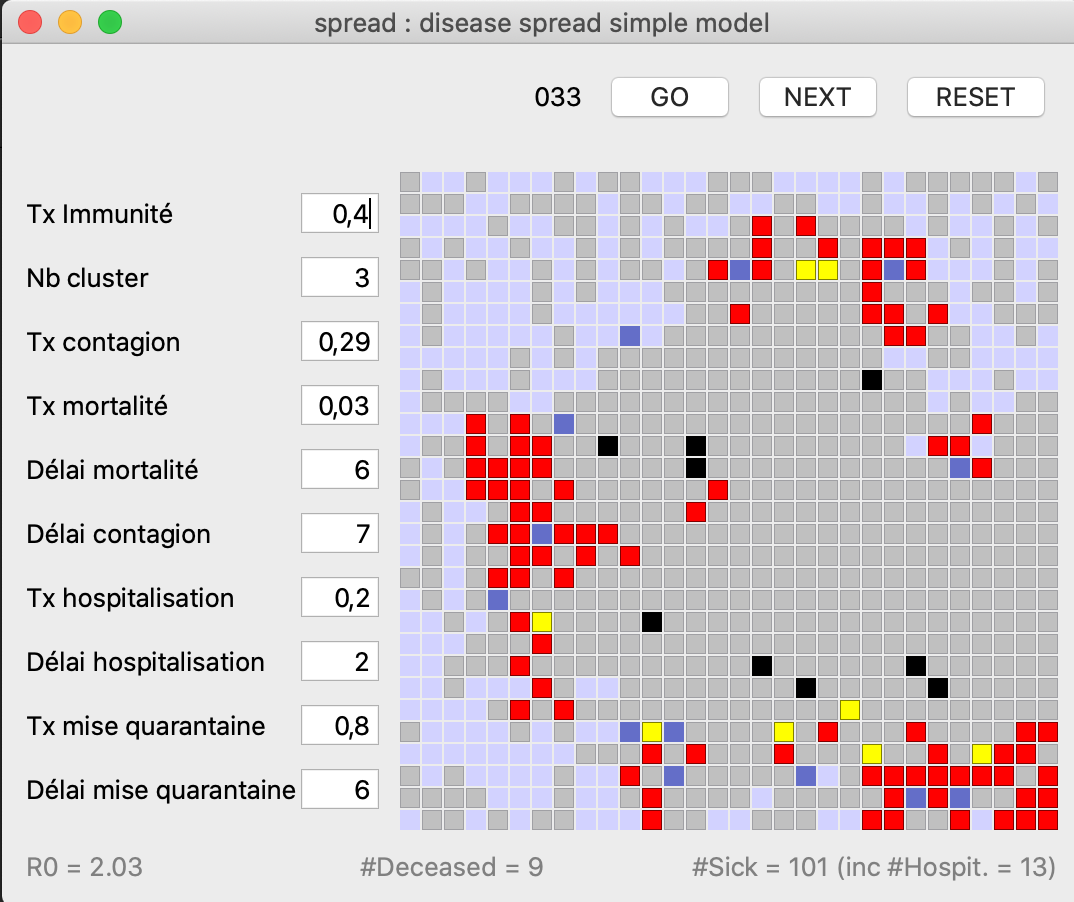 spread : disease spread simple model
033 GO NEXT RESET
Tx Immunité 0,4
Nb cluster 3
Tx contagion 0,29
Tx mortalité 0,03
Délai mortalité 6
Délai contagion 7
Tx hospitalisation 0,2
Délai hospitalisation 2
Tx mise quarantaine 0,8
Délai mise quarantaine 6
R0 = 2.03 #Deceased = 9 #Sick = 101 (inc #Hospit. = 13)